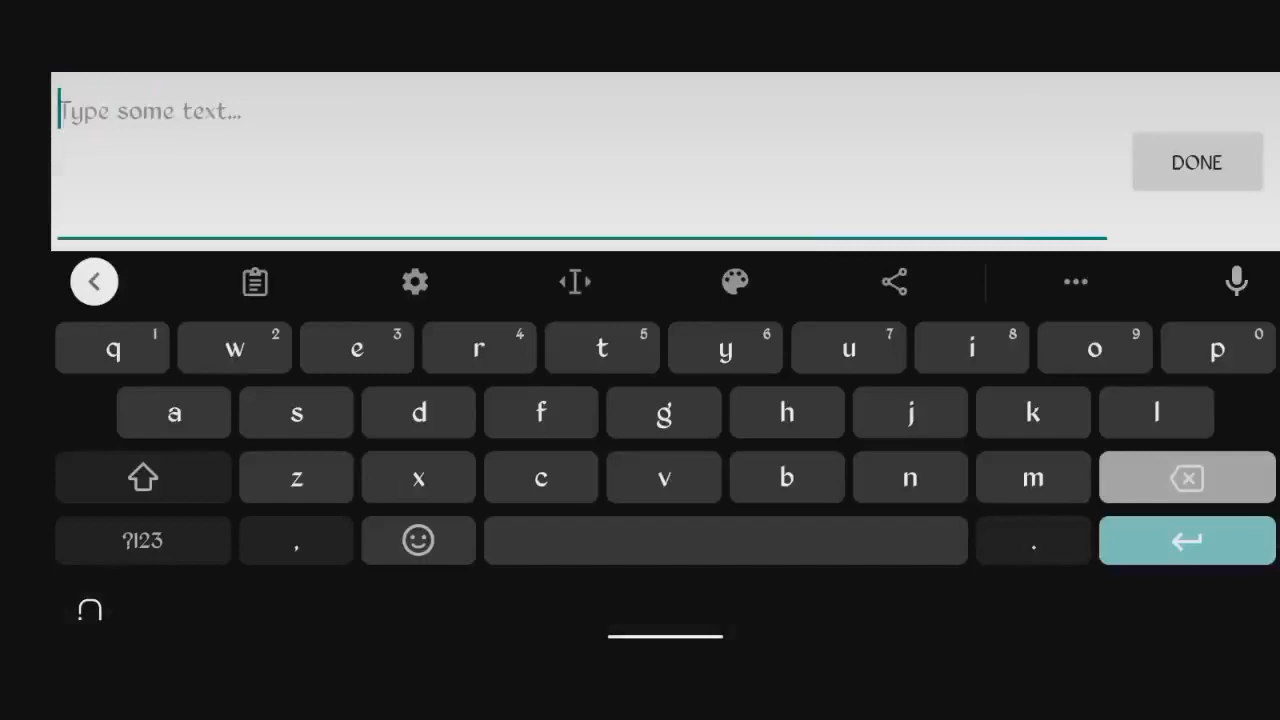 Type some text...
DONE
q 1 w 2 e 3 r 4 t 5 y 6 u 7 i 8 o 9 p 0
a s d f g h j k l
z x c v b n m
?123 , .